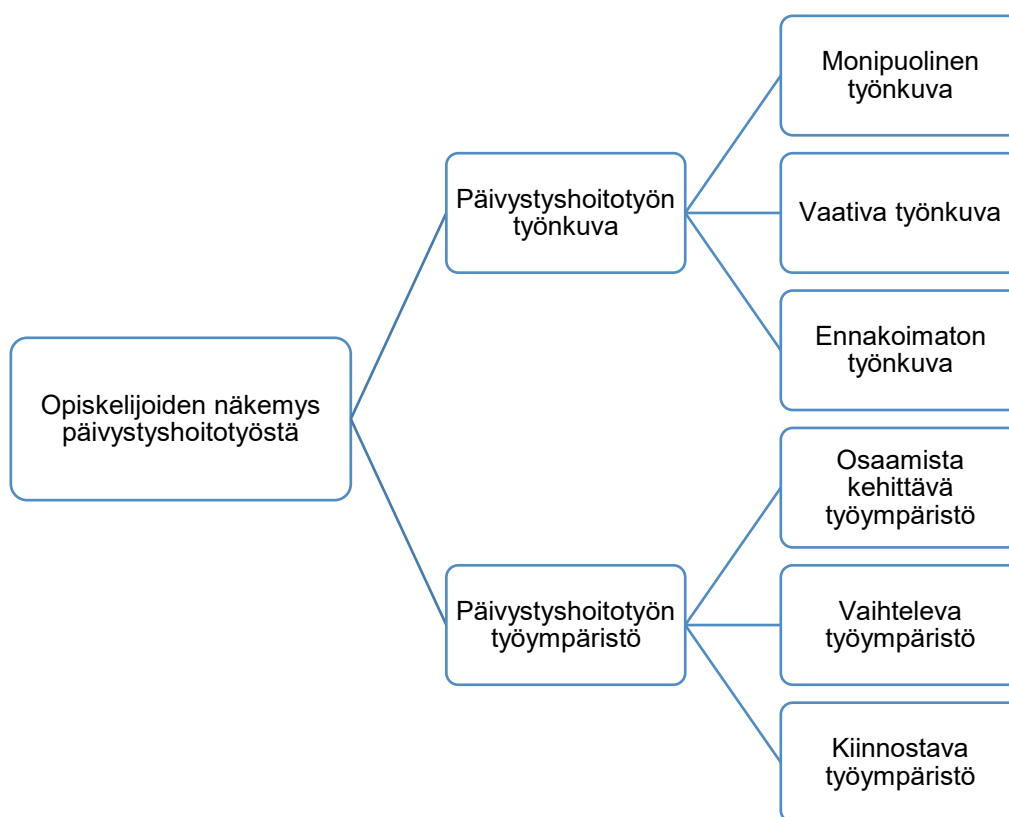 Opiskelijoiden näkemys
päivystyshoitotyöstä
Päivystyshoitotyön
työnkuva
Monipuolinen
työnkuva
Vaativa työnkuva
Ennakoimaton
työnkuva
Päivystyshoitotyön
työympäristö
Osaamista
kehittävä
työympäristö
Vaihteleva
työympäristö
Kiinnostava
työympäristö